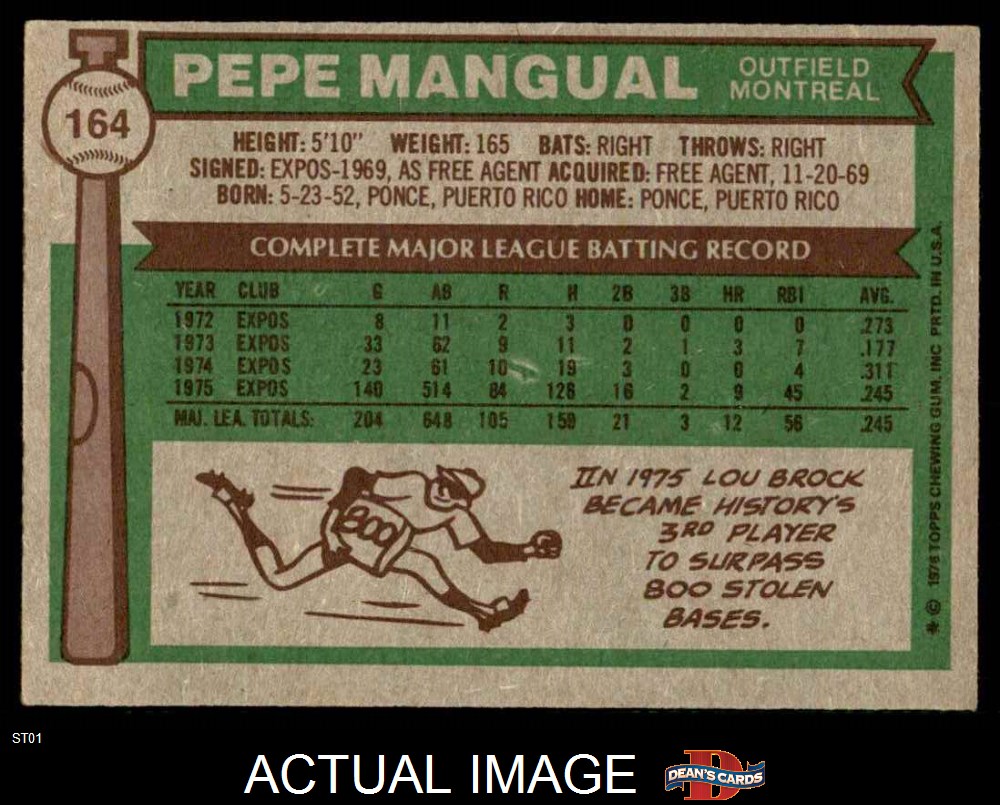 164
PEPE MANGUAL
OUTFIELD
MONTREAL
HEIGHT: 5'10" WEIGHT: 165 BATS: RIGHT THROWS: RIGHT
SIGNED: EXPOS-1969, AS FREE AGENT ACQUIRED: FREE AGENT, 11-20-69
BORN: 5-23-52, PONCE, PUERTO RICO HOME: PONCE, PUERTO RICO
COMPLETE MAJOR LEAGUE BATTING RECORD
YEAR CLUB G AB R H 2B 3B HR RBI AVG.
1972 EXPOS 8 11 2 3 0 0 0 0 .273
1973 EXPOS 33 62 9 11 2 1 3 7 .177
1974 EXPOS 23 61 10 19 3 0 0 4 .311
1975 EXPOS 140 514 84 126 16 2 9 45 .245
MAJ. LEA. TOTALS: 204 648 105 159 21 3 12 56 .245
800
IN 1975 LOU BROCK
BECAME HISTORY'S
3RD PLAYER
TO SURPASS
800 STOLEN
BASES.
* © 1976 TOPPS CHEWING GUM, INC PRTD. IN U.S.A.
ST01
ACTUAL IMAGE
D
DEAN'S CARDS